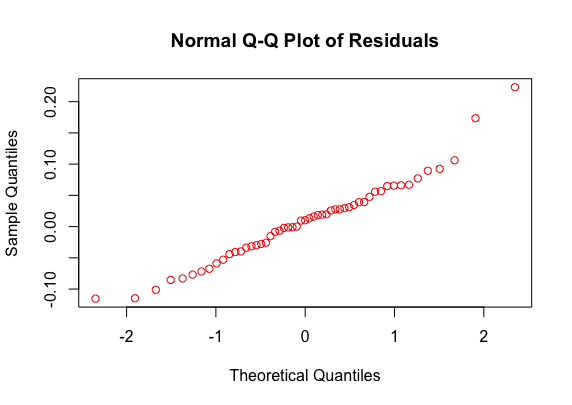 Normal Q-Q Plot of Residuals
Sample Quantiles
0.20
0.10
0.00
-0.10
-2 -1 0 1 2
Theoretical Quantiles